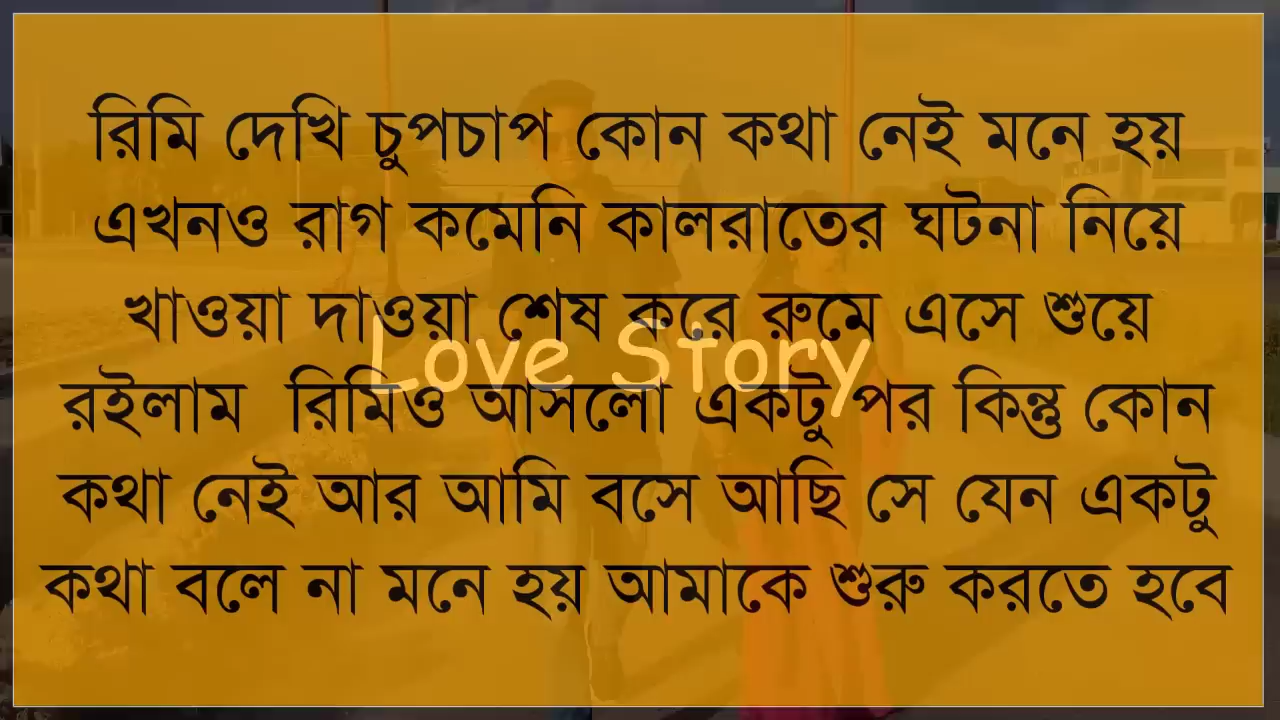 রিমি দেখি চুপচাপ কোন কথা নেই মনে হয়
এখনও রাগ কমেনি কালরাতের ঘটনা নিয়ে
খাওয়া দাওয়া শেষ করে রুমে এসে শুয়ে
Love Story
রইলাম রিমিও আসলো একটু পর কিন্তু কোন
কথা নেই আর আমি বসে আছি সে যেন একটু
কথা বলে না মনে হয় আমাকে শুরু করতে হবে